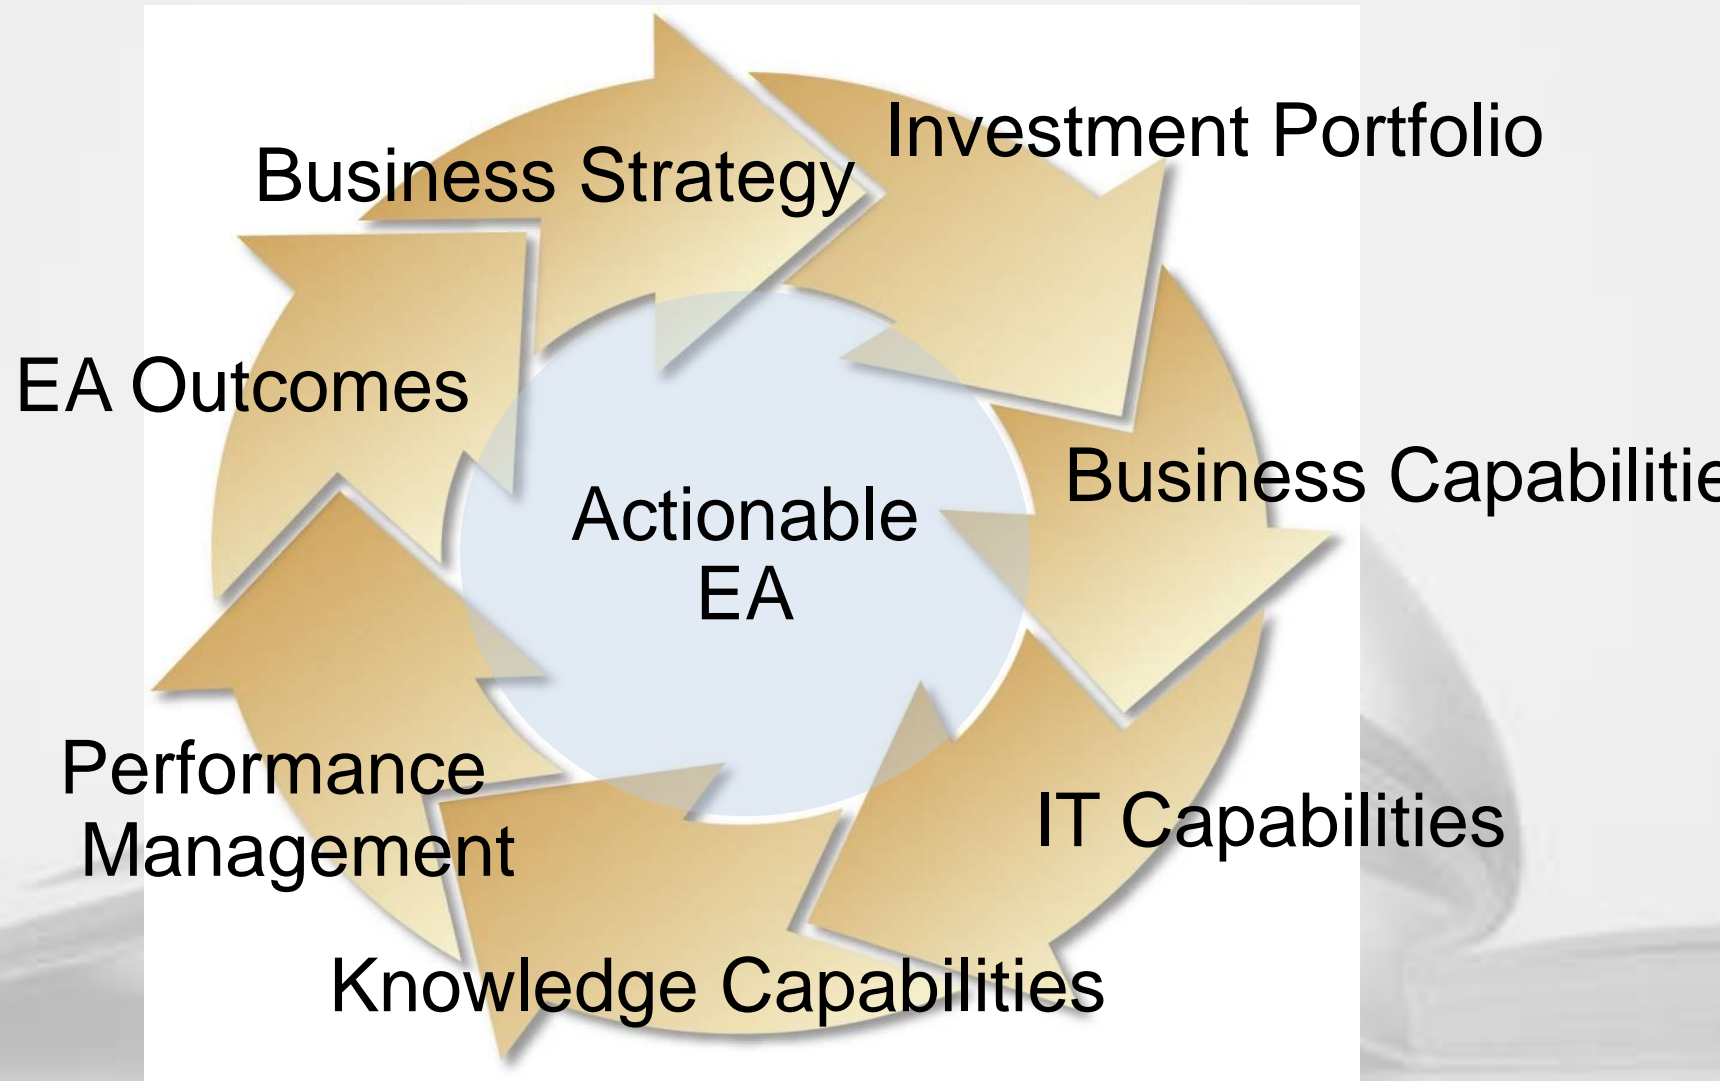 Investment Portfolio
Business Strategy
EA Outcomes
Business Capabilitie
Actionable
EA
Performance
Management
IT Capabilities
Knowledge Capabilities